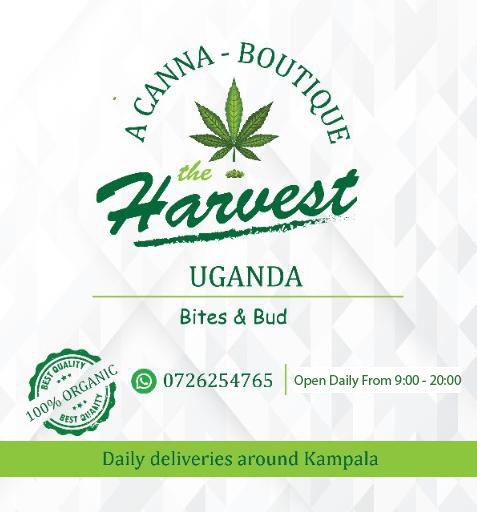 A CANNA - BOUTIQUE
the
Harvest
UGANDA
Bites & Bud
BEST QUALITY
100% ORGANIC
BEST QUALITY
0726254765
Open Daily From 9:00 - 20:00
Daily deliveries around Kampala